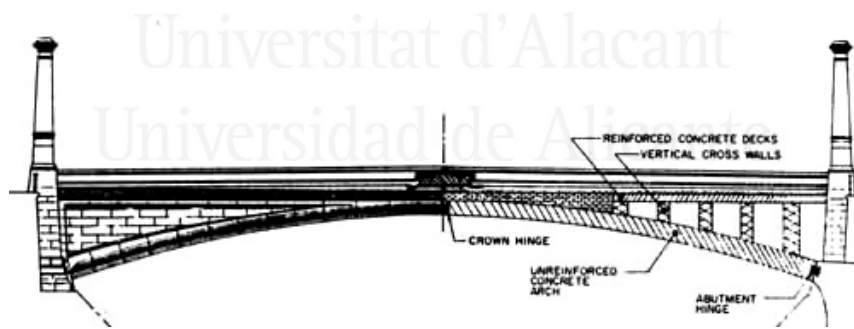 Universitat d'Alacant
Universidad de Alicante
REINFORCED CONCRETE DECKS
VERTICAL CROSS WALLS
CROWN HINGE
UNREINFORCED
CONCRETE
ARCH
ABUTMENT
HINGE